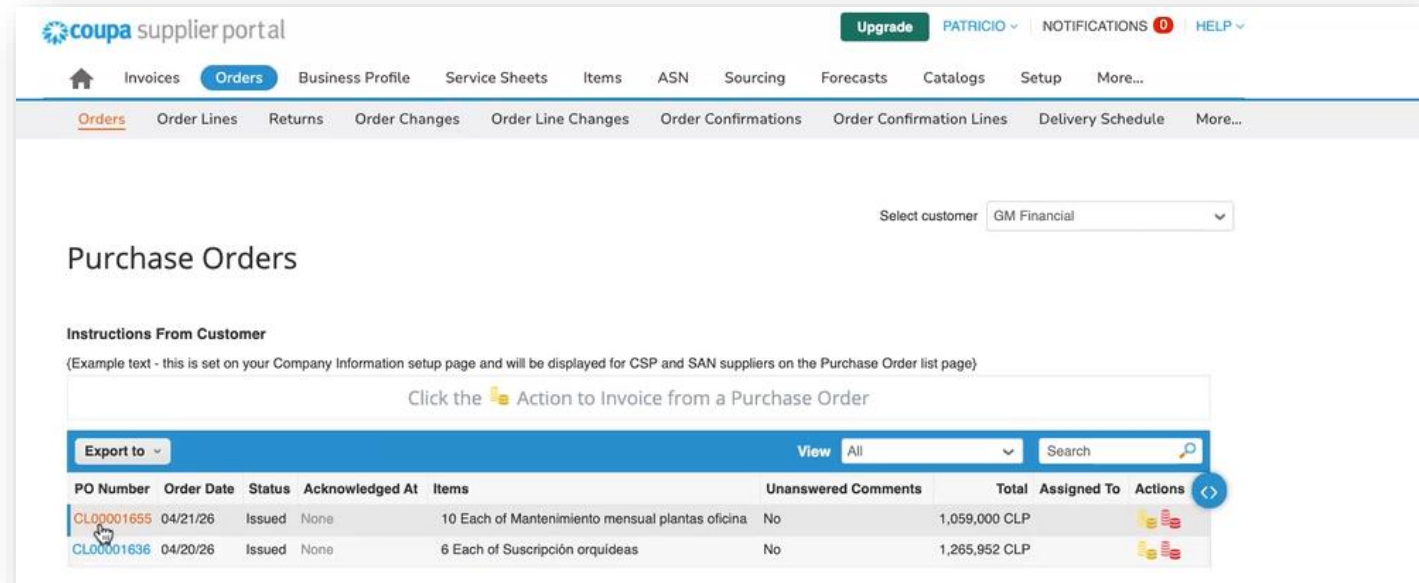 coupa supplier portal
Upgrade PATRICIO NOTIFICATIONS 0 HELP
Invoices Orders Business Profile Service Sheets Items ASN Sourcing Forecasts Catalogs Setup More...
Orders Order Lines Returns Order Changes Order Line Changes Order Confirmations Order Confirmation Lines Delivery Schedule More...
Select customer GM Financial
Purchase Orders
Instructions From Customer
{Example text - this is set on your Company Information setup page and will be displayed for CSP and SAN suppliers on the Purchase Order list page}
Click the Action to Invoice from a Purchase Order
Export to View All Search
PO Number Order Date Status Acknowledged At Items Unanswered Comments Total Assigned To Actions
CL00001655 04/21/26 Issued None 10 Each of Mantenimiento mensual plantas oficina No 1,059,000 CLP
CL00001636 04/20/26 Issued None 6 Each of Suscripción orquídeas No 1,265,952 CLP